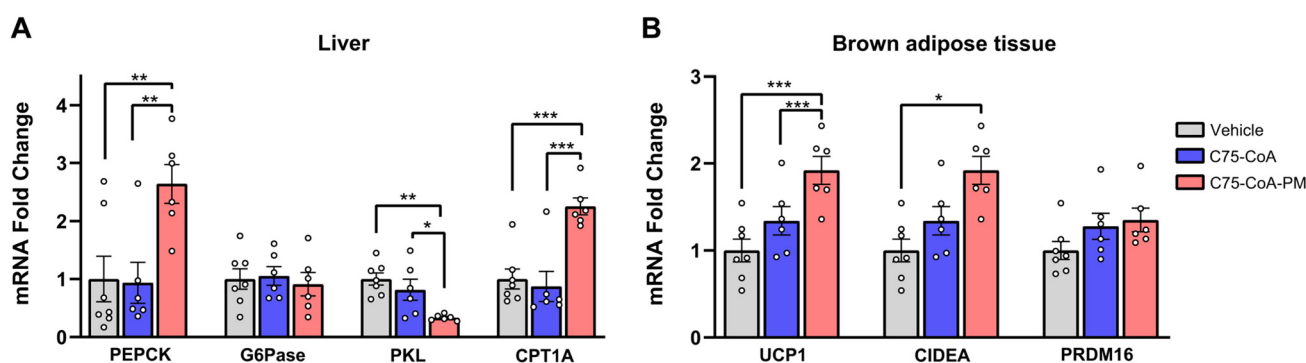 A
Liver
mRNA Fold Change
4
3
2
1
0
** 
**
**
*
***
***
PEPCK
G6Pase
PKL
CPT1A
B
Brown adipose tissue
mRNA Fold Change
3
2
1
0
***
***
*
UCP1
CIDEA
PRDM16
Vehicle
C75-CoA
C75-CoA-PM